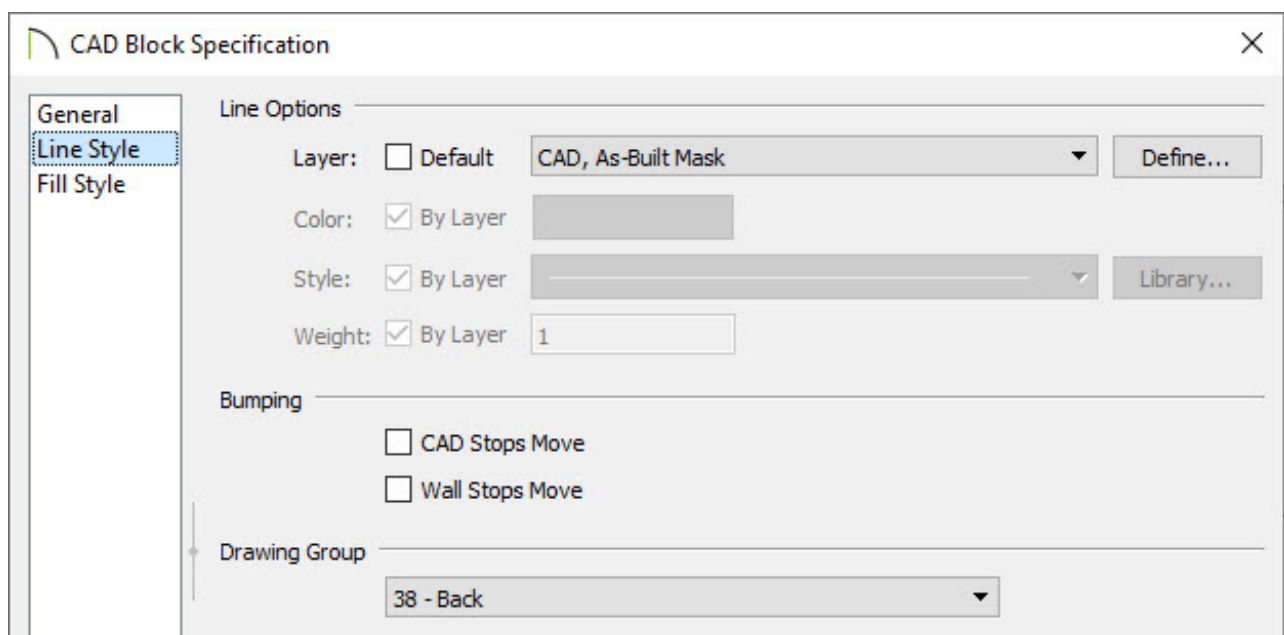 CAD Block Specification
General
Line Style
Fill Style
Line Options
Layer: Default CAD, As-Built Mask Define...
Color: By Layer
Style: By Layer Library...
Weight: By Layer 1
Bumping
CAD Stops Move
Wall Stops Move
Drawing Group
38 - Back